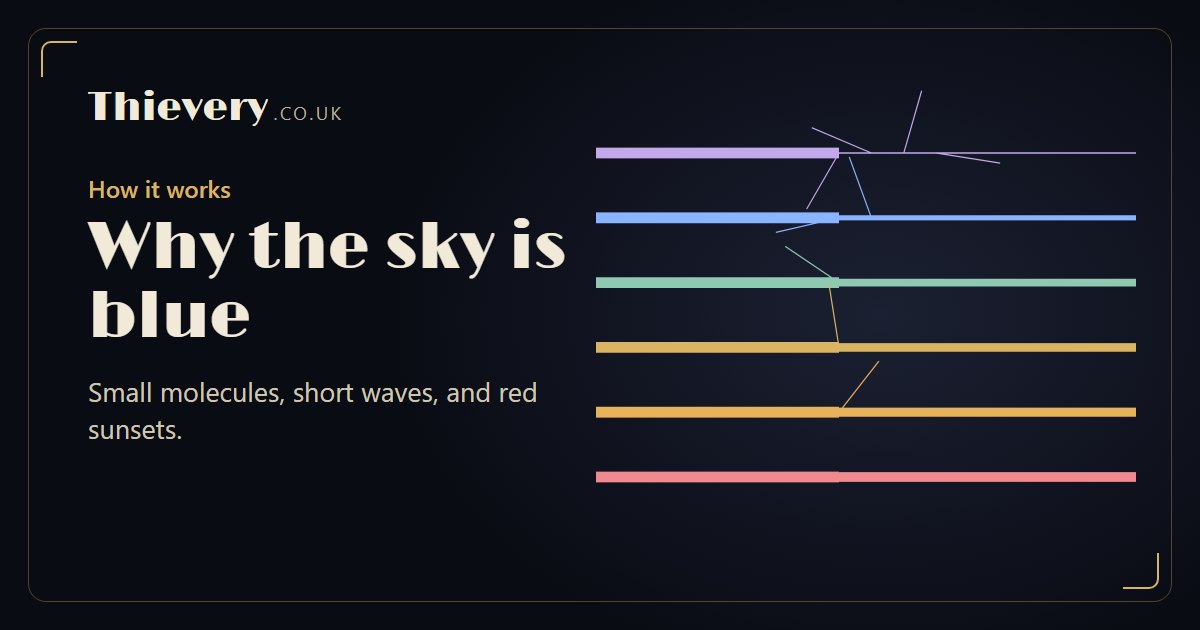 Thievery.CO.UK
How it works
Why the sky is
blue
Small molecules, short waves, and red
sunsets.